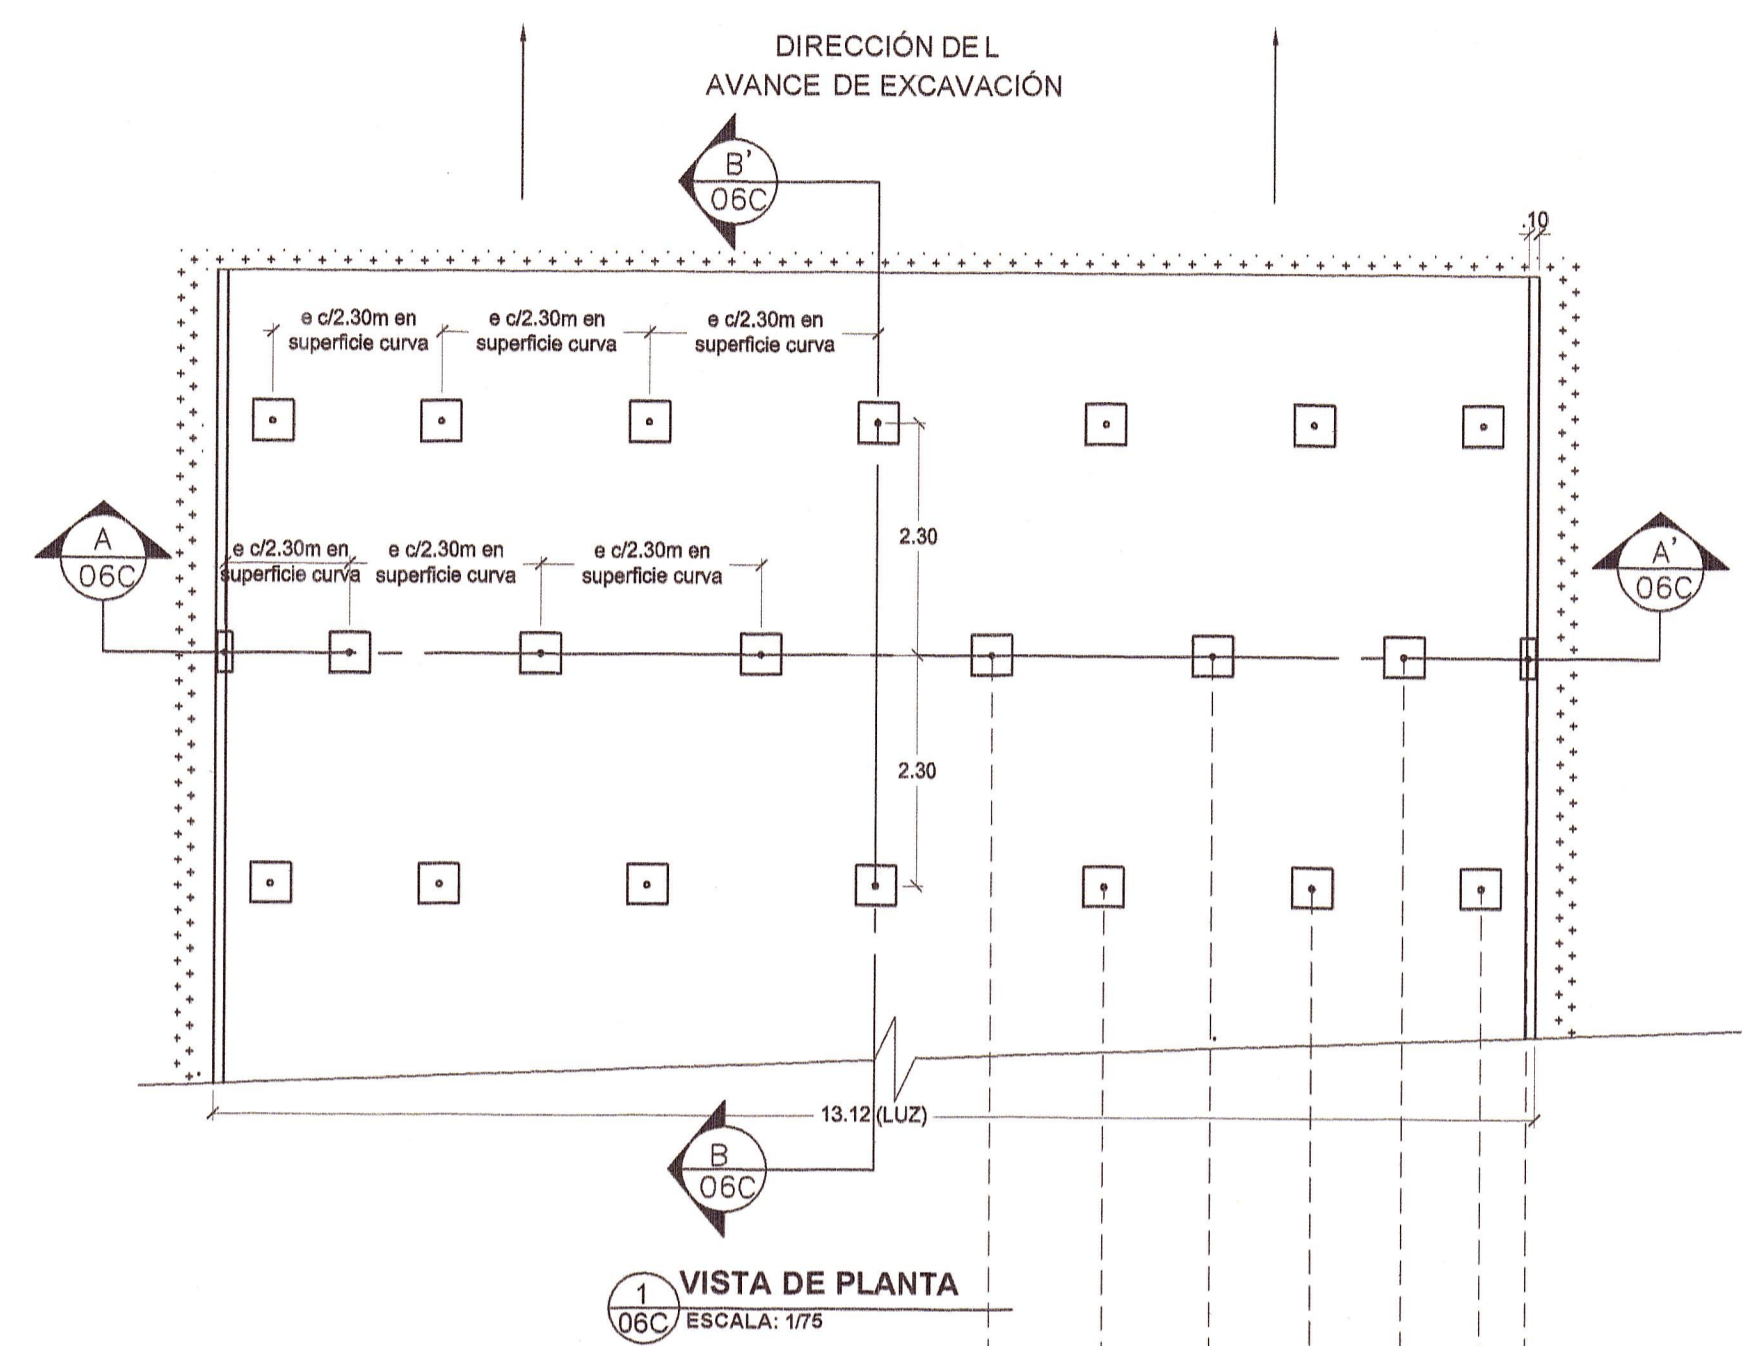 DIRECCIÓN DEL
AVANCE DE EXCAVACIÓN
B'
06C
.10
e c/2.30m en
superficie curva
e c/2.30m en
superficie curva
e c/2.30m en
superficie curva
2.30
A
06C
e c/2.30m en
superficie curva
e c/2.30m en
superficie curva
e c/2.30m en
superficie curva
A'
06C
2.30
13.12 (LUZ)
B
06C
1
06C
VISTA DE PLANTA
ESCALA: 1/75